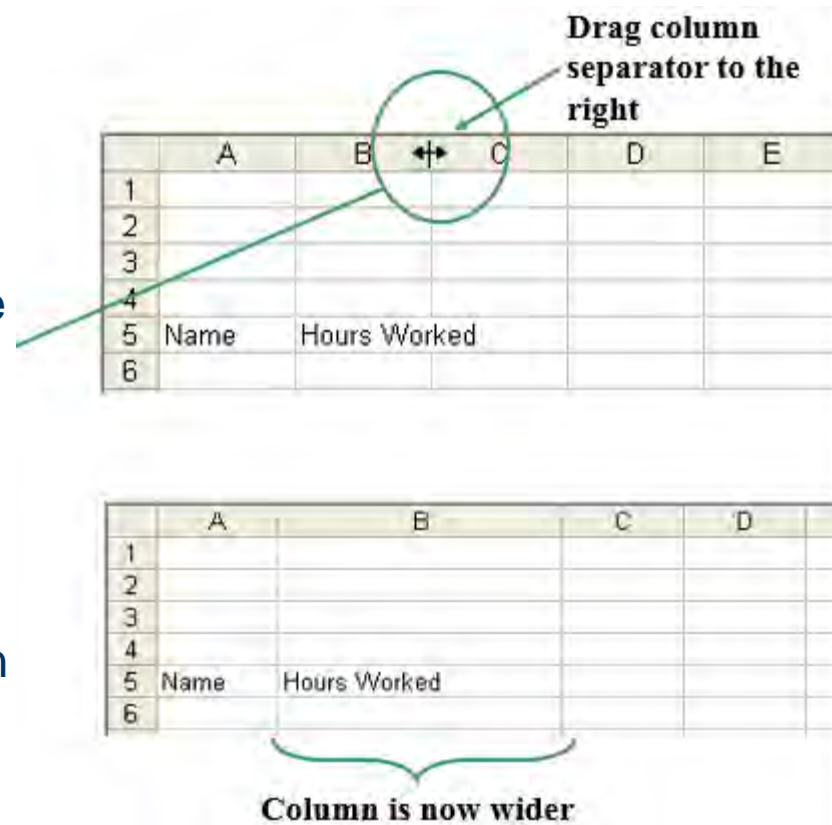 Drag column
separator to the
right
A B C D E
1
2
3
e
4
5 Name Hours Worked
6
A B C D
1
2
3
4
n
5 Name Hours Worked
6
Column is now wider